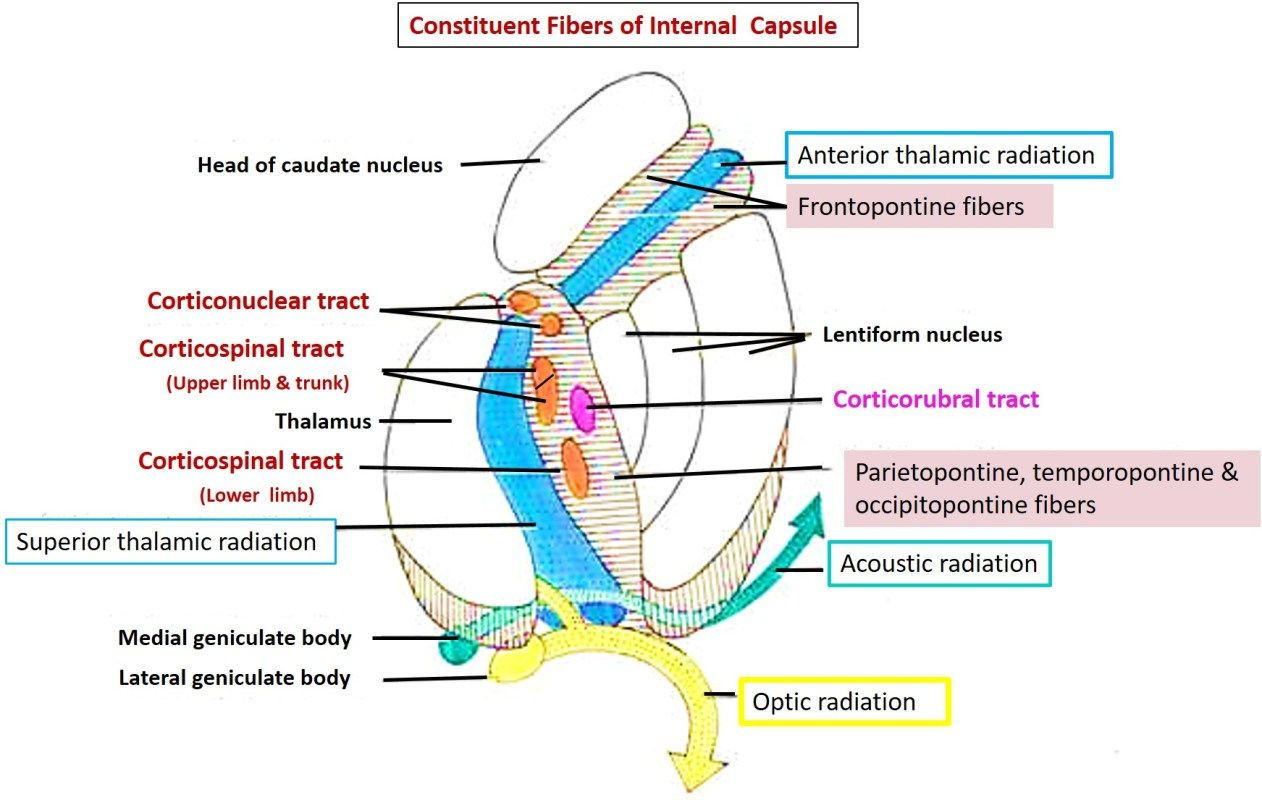 Constituent Fibers of Internal  Capsule
Head of caudate nucleus
Anterior thalamic radiation
Frontopontine fibers
Corticonuclear tract
Corticospinal tract
(Upper limb & trunk)
Lentiform nucleus
Corticorubral tract
Thalamus
Corticospinal tract
(Lower  limb)
Parietopontine, temporopontine &
occipitopontine fibers
Superior thalamic radiation
Acoustic radiation
Medial geniculate body
Lateral geniculate body
Optic radiation